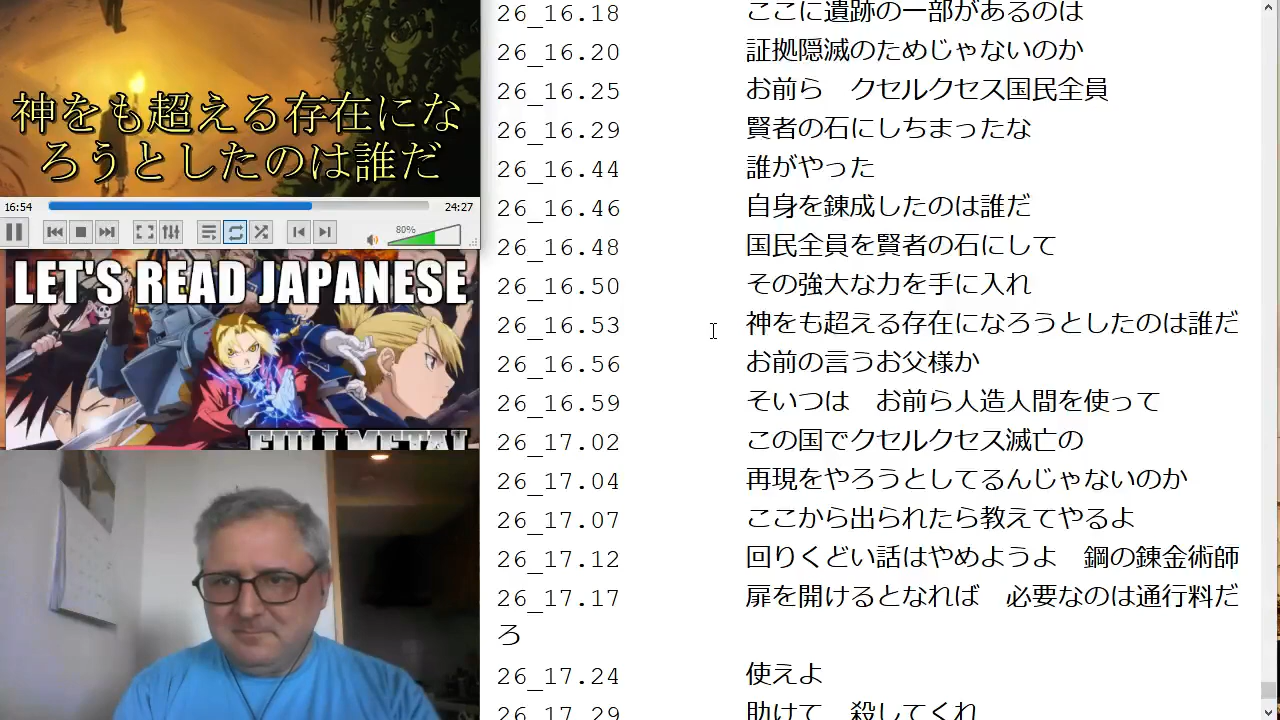 神をも超える存在にな
ろうとしたのは誰だ
16:54
24:27
80%
LET'S READ JAPANESE
FULLMETAL
26_16.18 ここに遺跡の一部があるのは
26_16.20 証拠隠滅のためじゃないのか
26_16.25 お前ら　クセルクセス国民全員
26_16.29 賢者の石にしちまったな
26_16.44 誰がやった
26_16.46 自身を錬成したのは誰だ
26_16.48 国民全員を賢者の石にして
26_16.50 その強大な力を手に入れ
26_16.53 神をも超える存在になろうとしたのは誰だ
26_16.56 お前の言うお父様か
26_16.59 そいつは　お前ら人造人間を使って
26_17.02 この国でクセルクセス滅亡の
26_17.04 再現をやろうとしてるんじゃないのか
26_17.07 ここから出られたら教えてやるよ
26_17.12 回りくどい話はやめようよ　鋼の錬金術師
26_17.17 扉を開けるとなれば　必要なのは通行料だ
ろ
26_17.24 使えよ
26_17.29 助けて　殺してくれ